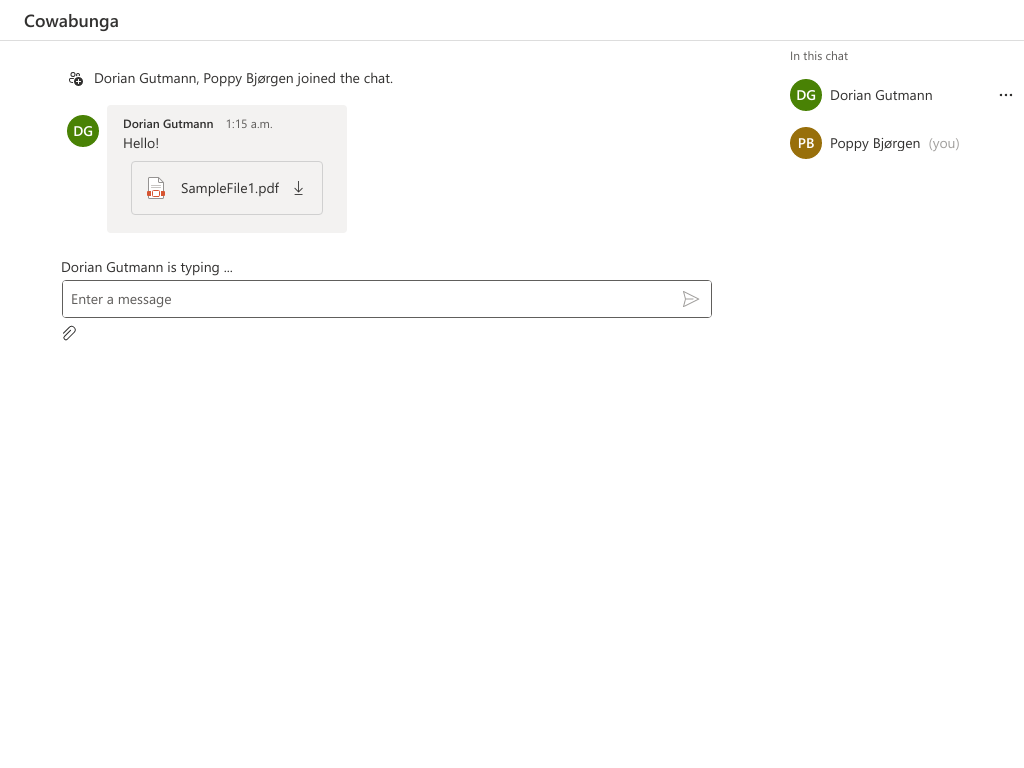 Cowabunga
In this chat
Dorian Gutmann, Poppy Bjørgen joined the chat.
DG Dorian Gutmann ...
PB Poppy Bjørgen (you)
DG
Dorian Gutmann 1:15 a.m.
Hello!
SampleFile1.pdf
Dorian Gutmann is typing ...
Enter a message